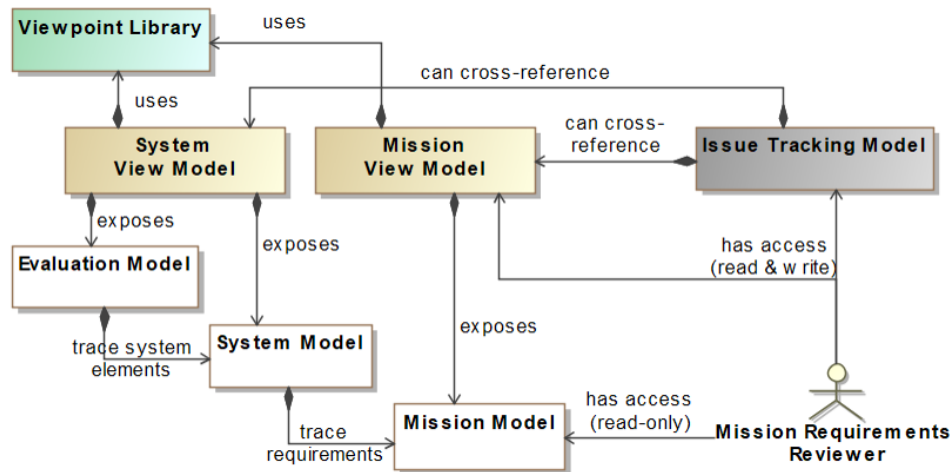 Viewpoint Library
uses
can cross-reference
uses
can cross-
reference
System
View Model
Mission
View Model
Issue Tracking Model
exposes
exposes
has access
(read & write)
Evaluation Model
exposes
trace system
elements
System Model
has access
(read-only)
Mission Model
trace
requirements
Mission Requirements
Reviewer